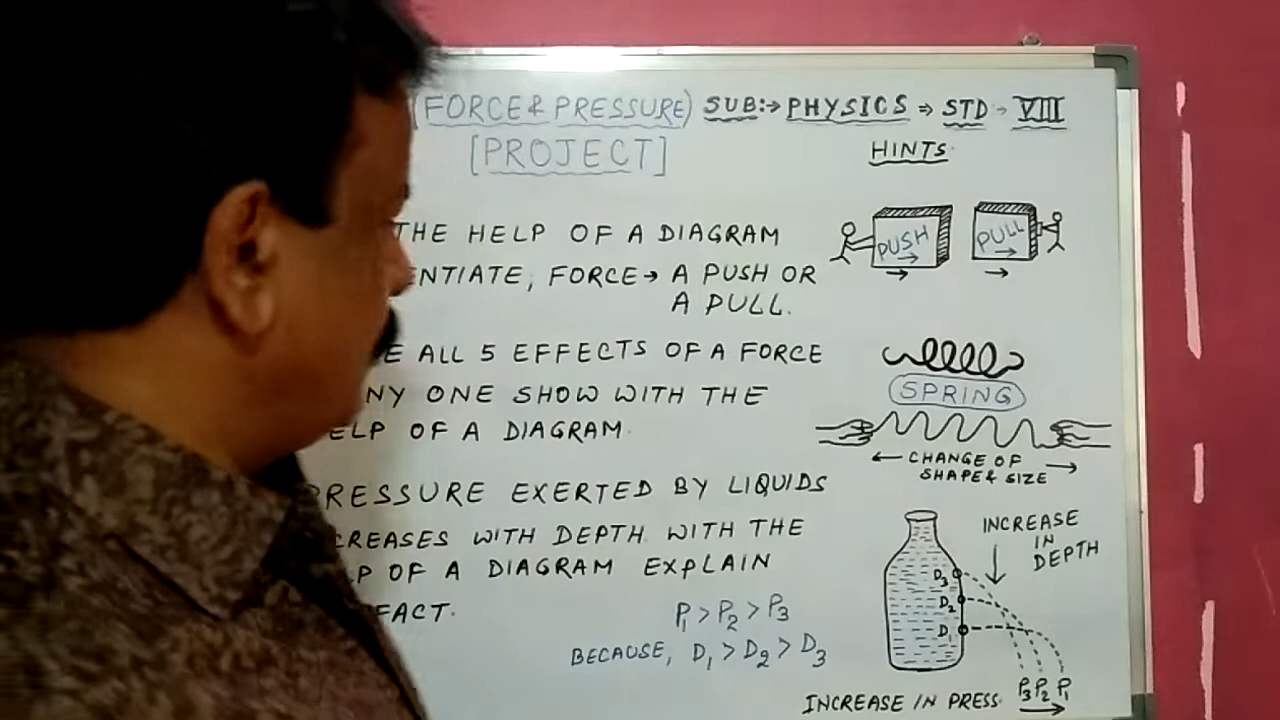 (FORCE & PRESSURE) SUB:→ PHYSICS ⇒ STD → VIII
[PROJECT]
HINTS
THE HELP OF A DIAGRAM
ENTIATE, FORCE → A PUSH OR
A PULL.
PUSH →
→
PULL →
→
E ALL 5 EFFECTS OF A FORCE
NY ONE SHOW WITH THE
ELP OF A DIAGRAM.
SPRING
← CHANGE OF →
SHAPE & SIZE
PRESSURE EXERTED BY LIQUIDS
CREASES WITH DEPTH WITH THE
LP OF A DIAGRAM EXPLAIN
FACT.
P₁ > P₂ > P₃
BECAUSE, D₁ > D₂ > D₃
INCREASE
IN
DEPTH
D₃
D₂
D₁
P₃ P₂ P₁
INCREASE IN PRESS. →